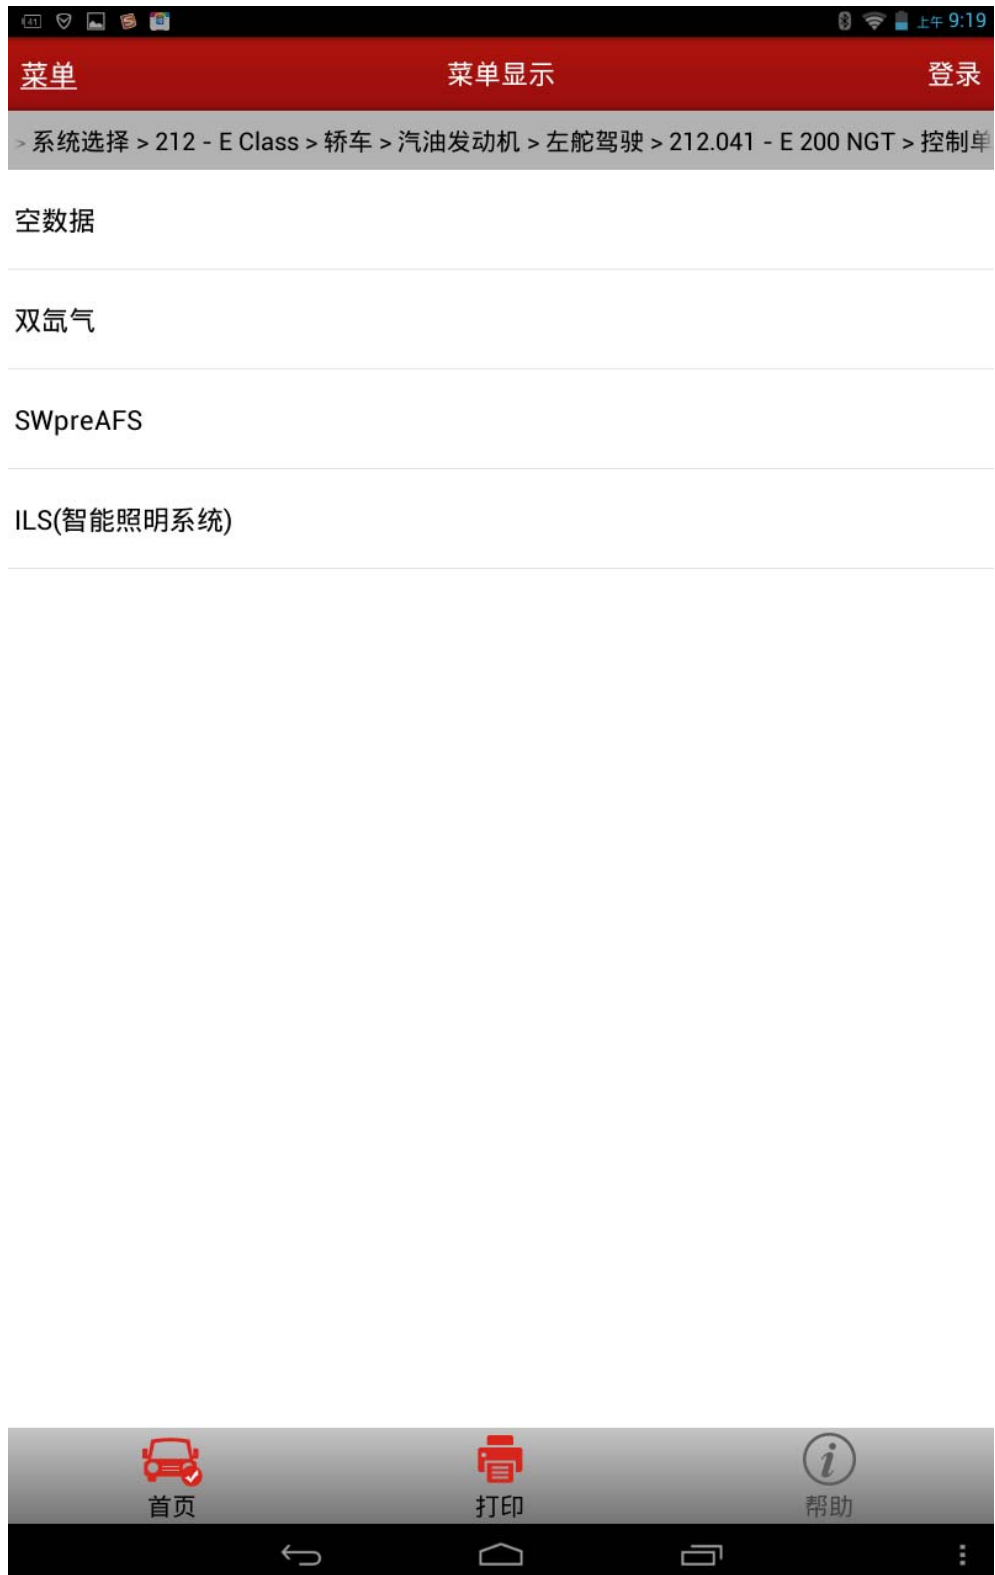 41
上午 9:19
菜单 菜单显示 登录
> 系统选择 > 212 - E Class > 轿车 > 汽油发动机 > 左舵驾驶 > 212.041 - E 200 NGT > 控制单
空数据
双氙气
SWpreAFS
ILS(智能照明系统)
首页 打印 帮助